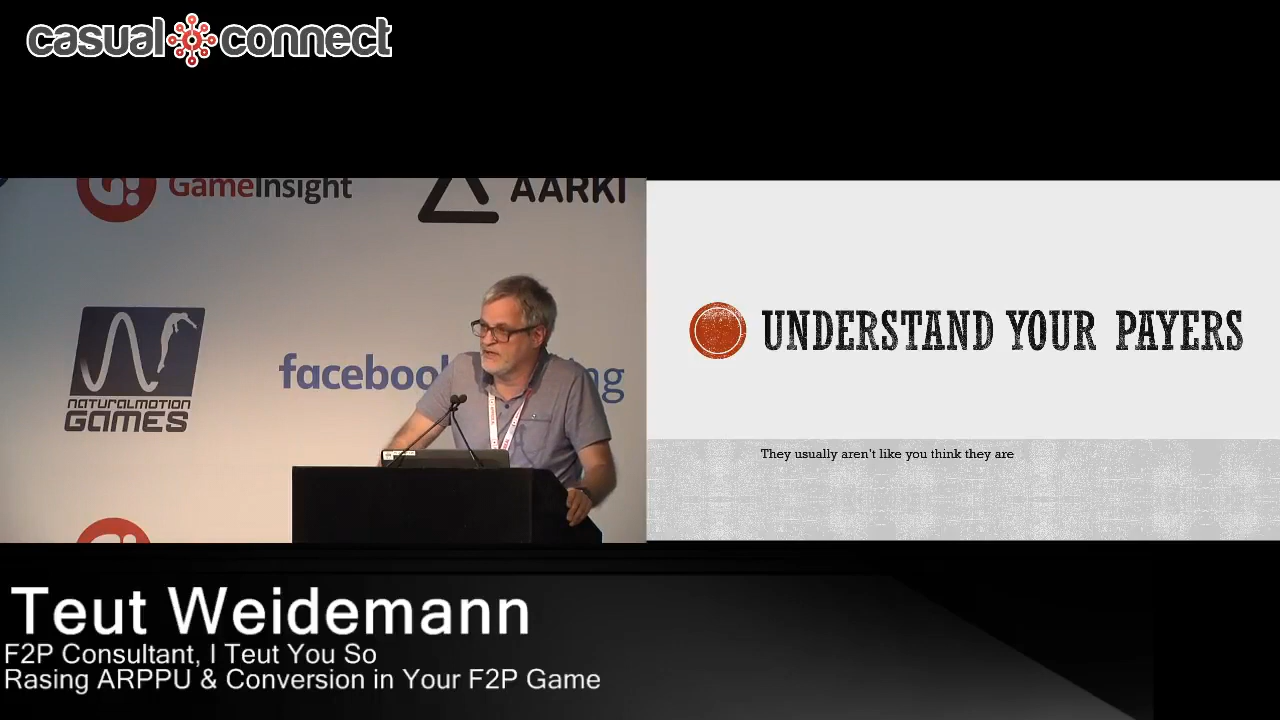 casual connect
GameInsight
AARKI
NATURALMOTION
GAMES
facebook
ng
UNDERSTAND YOUR PAYERS
They usually aren't like you think they are
Teut Weidemann
F2P Consultant, I Teut You So
Rasing ARPPU & Conversion in Your F2P Game